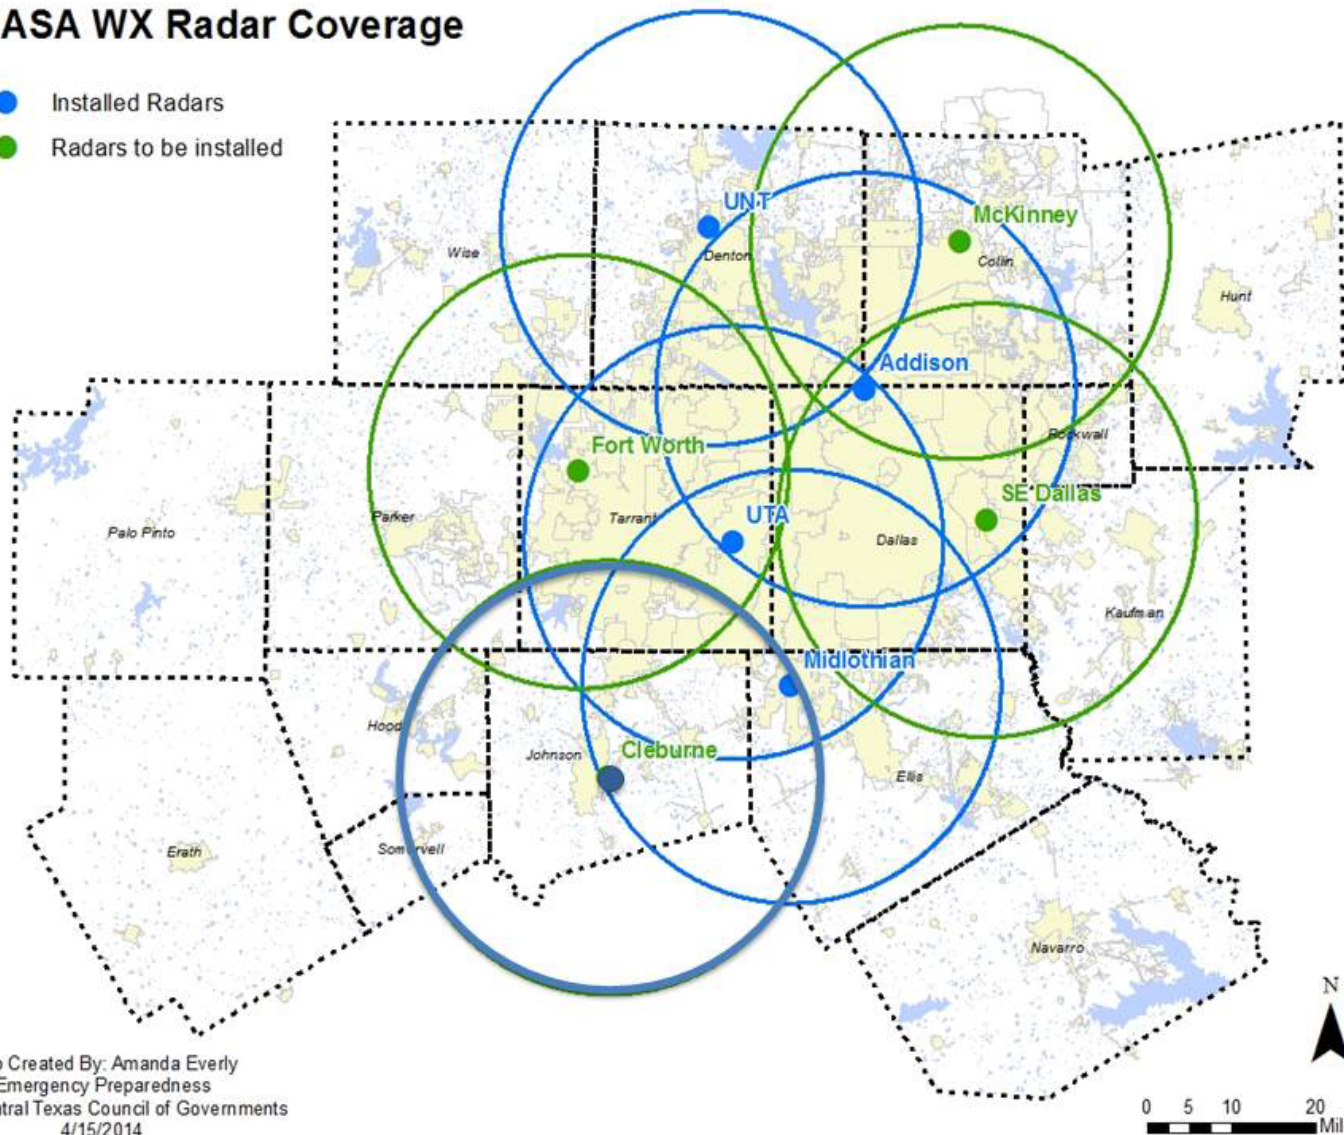 ASA WX Radar Coverage
Installed Radars
Radars to be installed
UNT
McKinney
Wise
Denton
Collin
Hunt
Addison
Fort Worth
Rockwall
SE Dallas
Parker
Tarrant
UTA
Palo Pinto
Dallas
Kaufman
Midlothian
Hood
Johnson
Cleburne
Ellis
Erath
Somervell
Navarro
N
Created By: Amanda Everly
Emergency Preparedness
tral Texas Council of Governments
4/15/2014
0 5 10 20
Mil